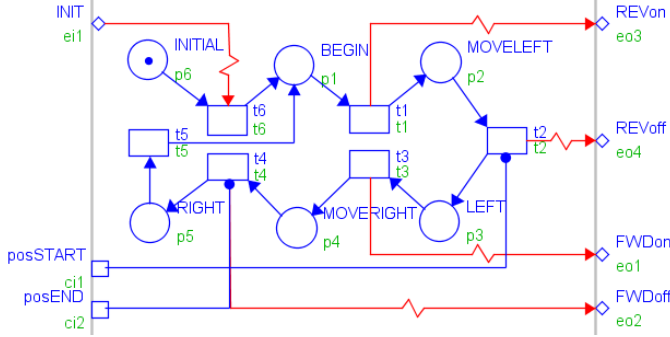 INIT
ei1
INITIAL
p6
t6
t6
BEGIN
p1
t1
t1
MOVELEFT
p2
REVon
eo3
t5
t5
t4
t4
t3
t3
t2
t2
REVoff
eo4
RIGHT
p5
p4
MOVERIGHT
LEFT
p3
posSTART
ci1
FWDon
eo1
posEND
ci2
FWDoff
eo2